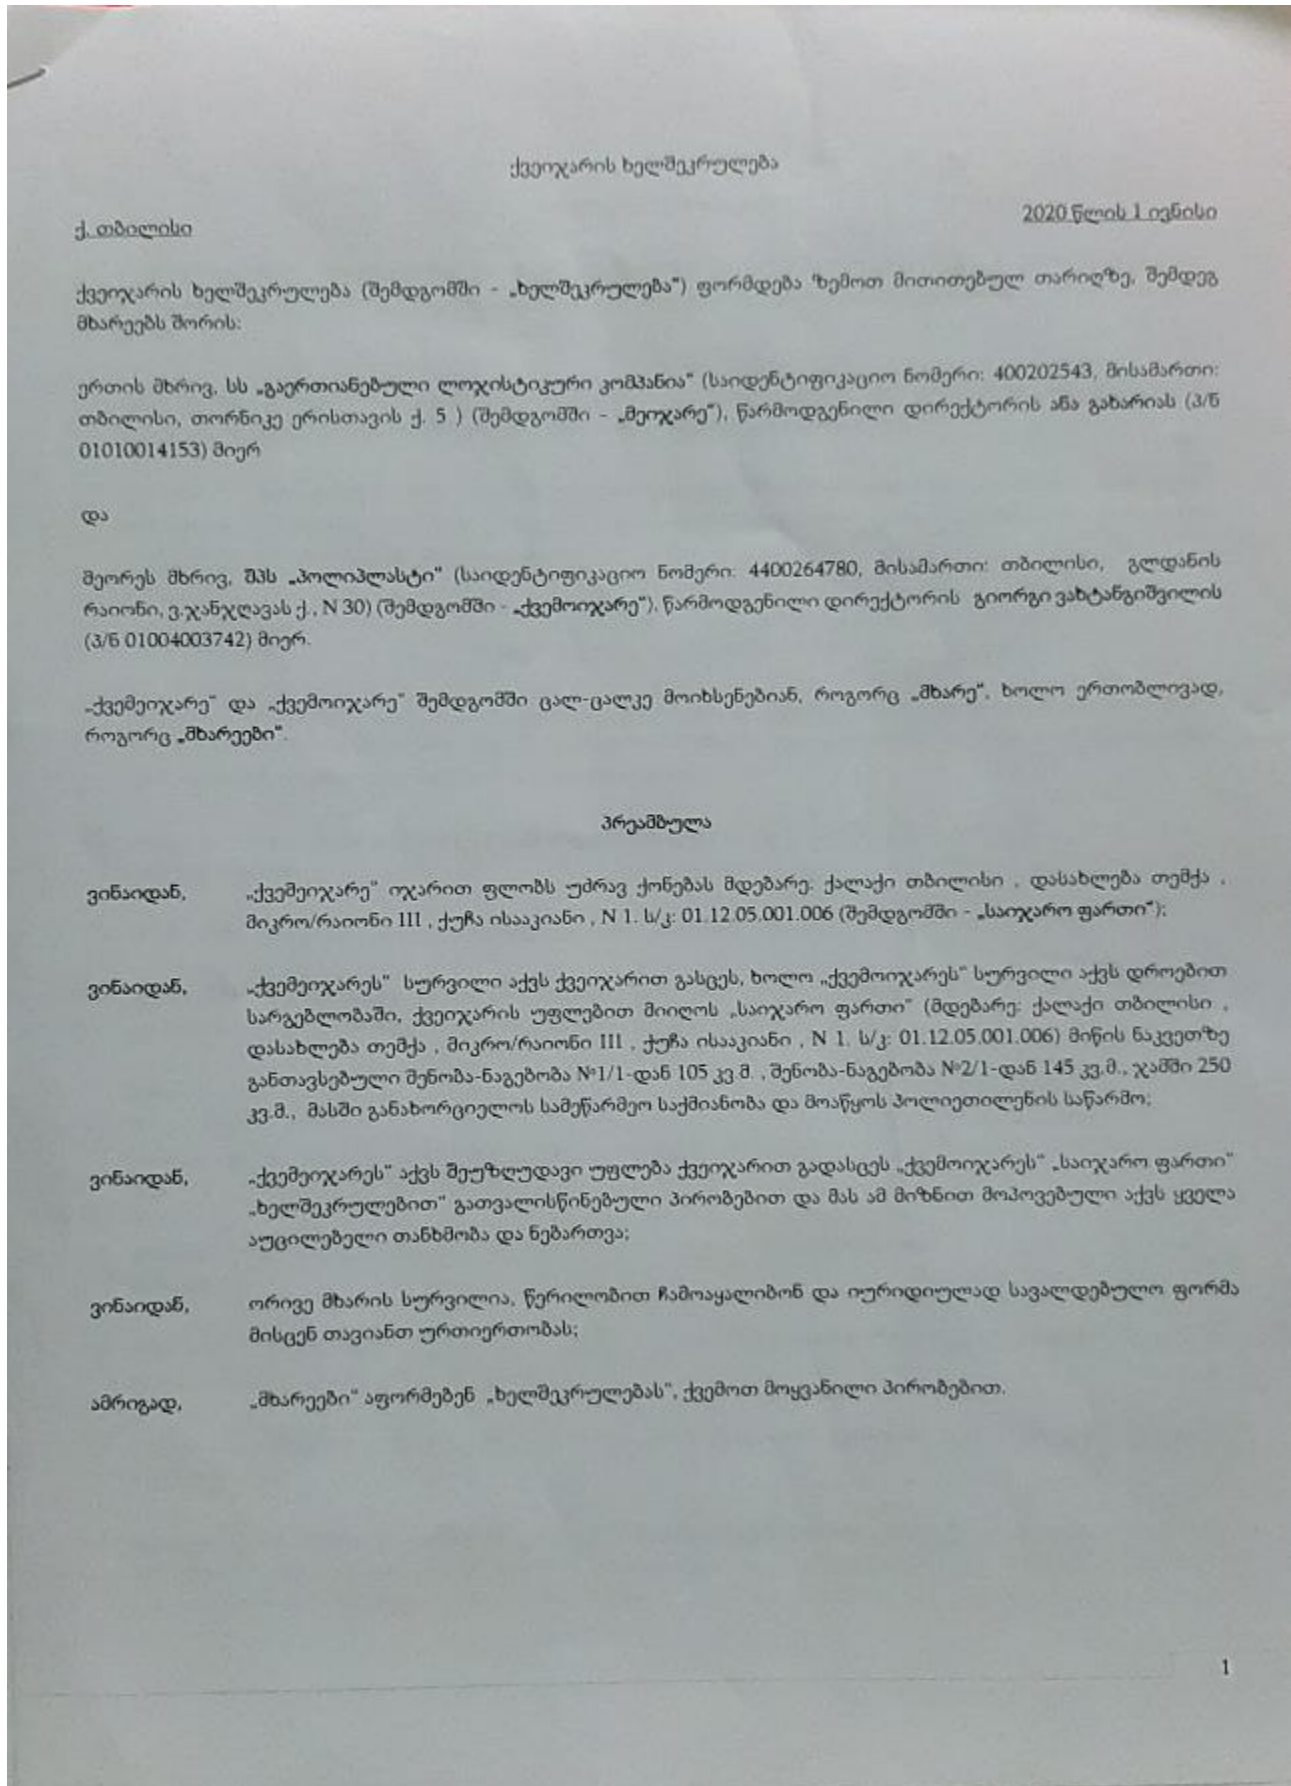 ქვეიჯარის ხელშეკრულება
ქ. თბილისი
2020 წლის 1 ივნისი
ქვეიჯარის ხელშეკრულება (შემდგომში - „ხელშეკრულება“) ფორმდება ზემოთ მითითებულ თარიღზე, შემდეგ
მხარეებს შორის:
ერთის მხრივ, სს „გაერთიანებული ლოჯისტიკური კომპანია“ (საიდენტიფიკაციო ნომერი: 400202543, მისამართი:
თბილისი, თორნიკე ერისთავის ქ. 5 ) (შემდგომში - „მეიჯარე“), წარმოდგენილი დირექტორის ანა გახარიას (პ/ნ
01010014153) მიერ
და
მეორეს მხრივ, შპს „პოლიპლასტი“ (საიდენტიფიკაციო ნომერი: 4400264780, მისამართი: თბილისი, გლდანის
რაიონი, ვ.ჯანჯღავას ქ., N 30) (შემდგომში - „ქვემოიჯარე“), წარმოდგენილი დირექტორის გიორგი ვახტანგიშვილის
(პ/ნ 01004003742) მიერ.
„ქვემეიჯარე“ და „ქვემოიჯარე“ შემდგომში ცალ-ცალკე მოიხსენებიან, როგორც „მხარე“, ხოლო ერთობლივად,
როგორც „მხარეები“.
პრეამბულა
ვინაიდან, „ქვემეიჯარე“ იჯარით ფლობს უძრავ ქონებას მდებარე: ქალაქი თბილისი , დასახლება თემქა ,
მიკრო/რაიონი III , ქუჩა ისააკიანი , N 1. ს/კ: 01.12.05.001.006 (შემდგომში - „საიჯარო ფართი“);
ვინაიდან, „ქვემეიჯარეს“ სურვილი აქვს ქვეიჯარით გასცეს, ხოლო „ქვემოიჯარეს“ სურვილი აქვს დროებით
სარგებლობაში, ქვეიჯარის უფლებით მიიღოს „საიჯარო ფართი“ (მდებარე: ქალაქი თბილისი ,
დასახლება თემქა , მიკრო/რაიონი III , ქუჩა ისააკიანი , N 1. ს/კ: 01.12.05.001.006) მიწის ნაკვეთზე
განთავსებული შენობა-ნაგებობა №1/1-დან 105 კვ.მ. , შენობა-ნაგებობა №2/1-დან 145 კვ.მ., ჯამში 250
კვ.მ., მასში განახორციელოს სამეწარმეო საქმიანობა და მოაწყოს პოლიეთილენის საწარმო;
ვინაიდან, „ქვემეიჯარეს“ აქვს შეუზღუდავი უფლება ქვეიჯარით გადასცეს „ქვემოიჯარეს“ „საიჯარო ფართი“
„ხელშეკრულებით“ გათვალისწინებული პირობებით და მას ამ მიზნით მოპოვებული აქვს ყველა
აუცილებელი თანხმობა და ნებართვა;
ვინაიდან, ორივე მხარის სურვილია, წერილობით ჩამოაყალიბონ და იურიდიულად სავალდებულო ფორმა
მისცენ თავიანთ ურთიერთობას;
ამრიგად, „მხარეები“ აფორმებენ „ხელშეკრულებას“, ქვემოთ მოყვანილი პირობებით.
1